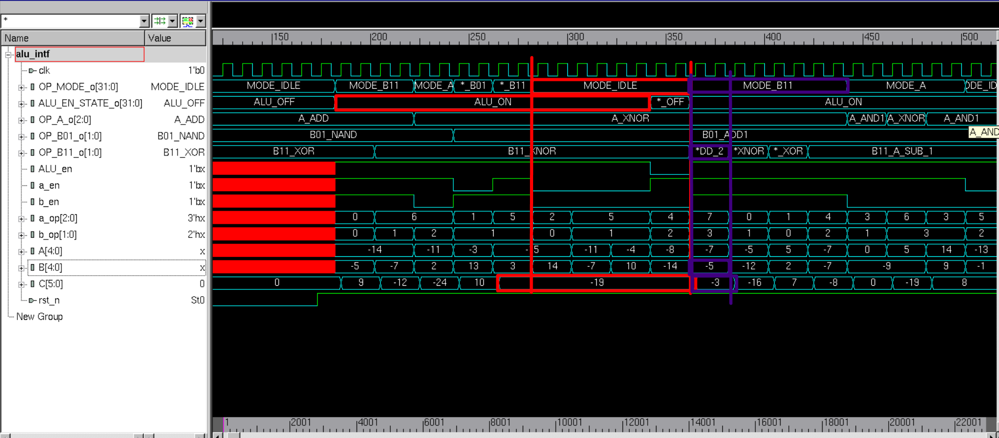 *
Name Value
150 200 250 300 350 400 450 500
alu_intf
clk 1'b0
OP_MODE_o[31:0] MODE_IDLE MODE_IDLE MODE_B11 MODE_A *_B01 *_B11 MODE_IDLE MODE_B11 MODE_A DDE_ID
ALU_EN_STATE_o[31:0] ALU_OFF ALU_OFF ALU_ON *_OFF ALU_ON
OP_A_o[2:0] A_ADD A_ADD A_XNOR A_AND1 A_XNOR A_AND1
OP_B01_o[1:0] B01_NAND B01_NAND B01_ADD1 A_AND
OP_B11_o[1:0] B11_XOR B11_XOR B11_XNOR *DD_2 *XNOR *_XOR B11_A_SUB_1
ALU_en 1'bx
a_en 1'bx
b_en 1'bx
a_op[2:0] 3'hx 0 6 1 5 2 5 4 7 0 1 4 3 6 3 5
b_op[1:0] 2'hx 0 1 2 1 0 1 2 3 1 0 2 1 3 2
A[4:0] x -14 -11 -3 -5 -11 -4 -8 -7 -5 5 -7 0 5 14 -13
B[4:0] x -5 -7 2 13 3 14 -7 10 -14 -5 -12 2 -7 -9 9 -1
C[5:0] 0 0 9 -12 -24 10 -19 -3 -16 7 -8 0 -19 8
rst_n St0
New Group
1 2001 4001 6001 8001 10001 12001 14001 16001 18001 20001 22001